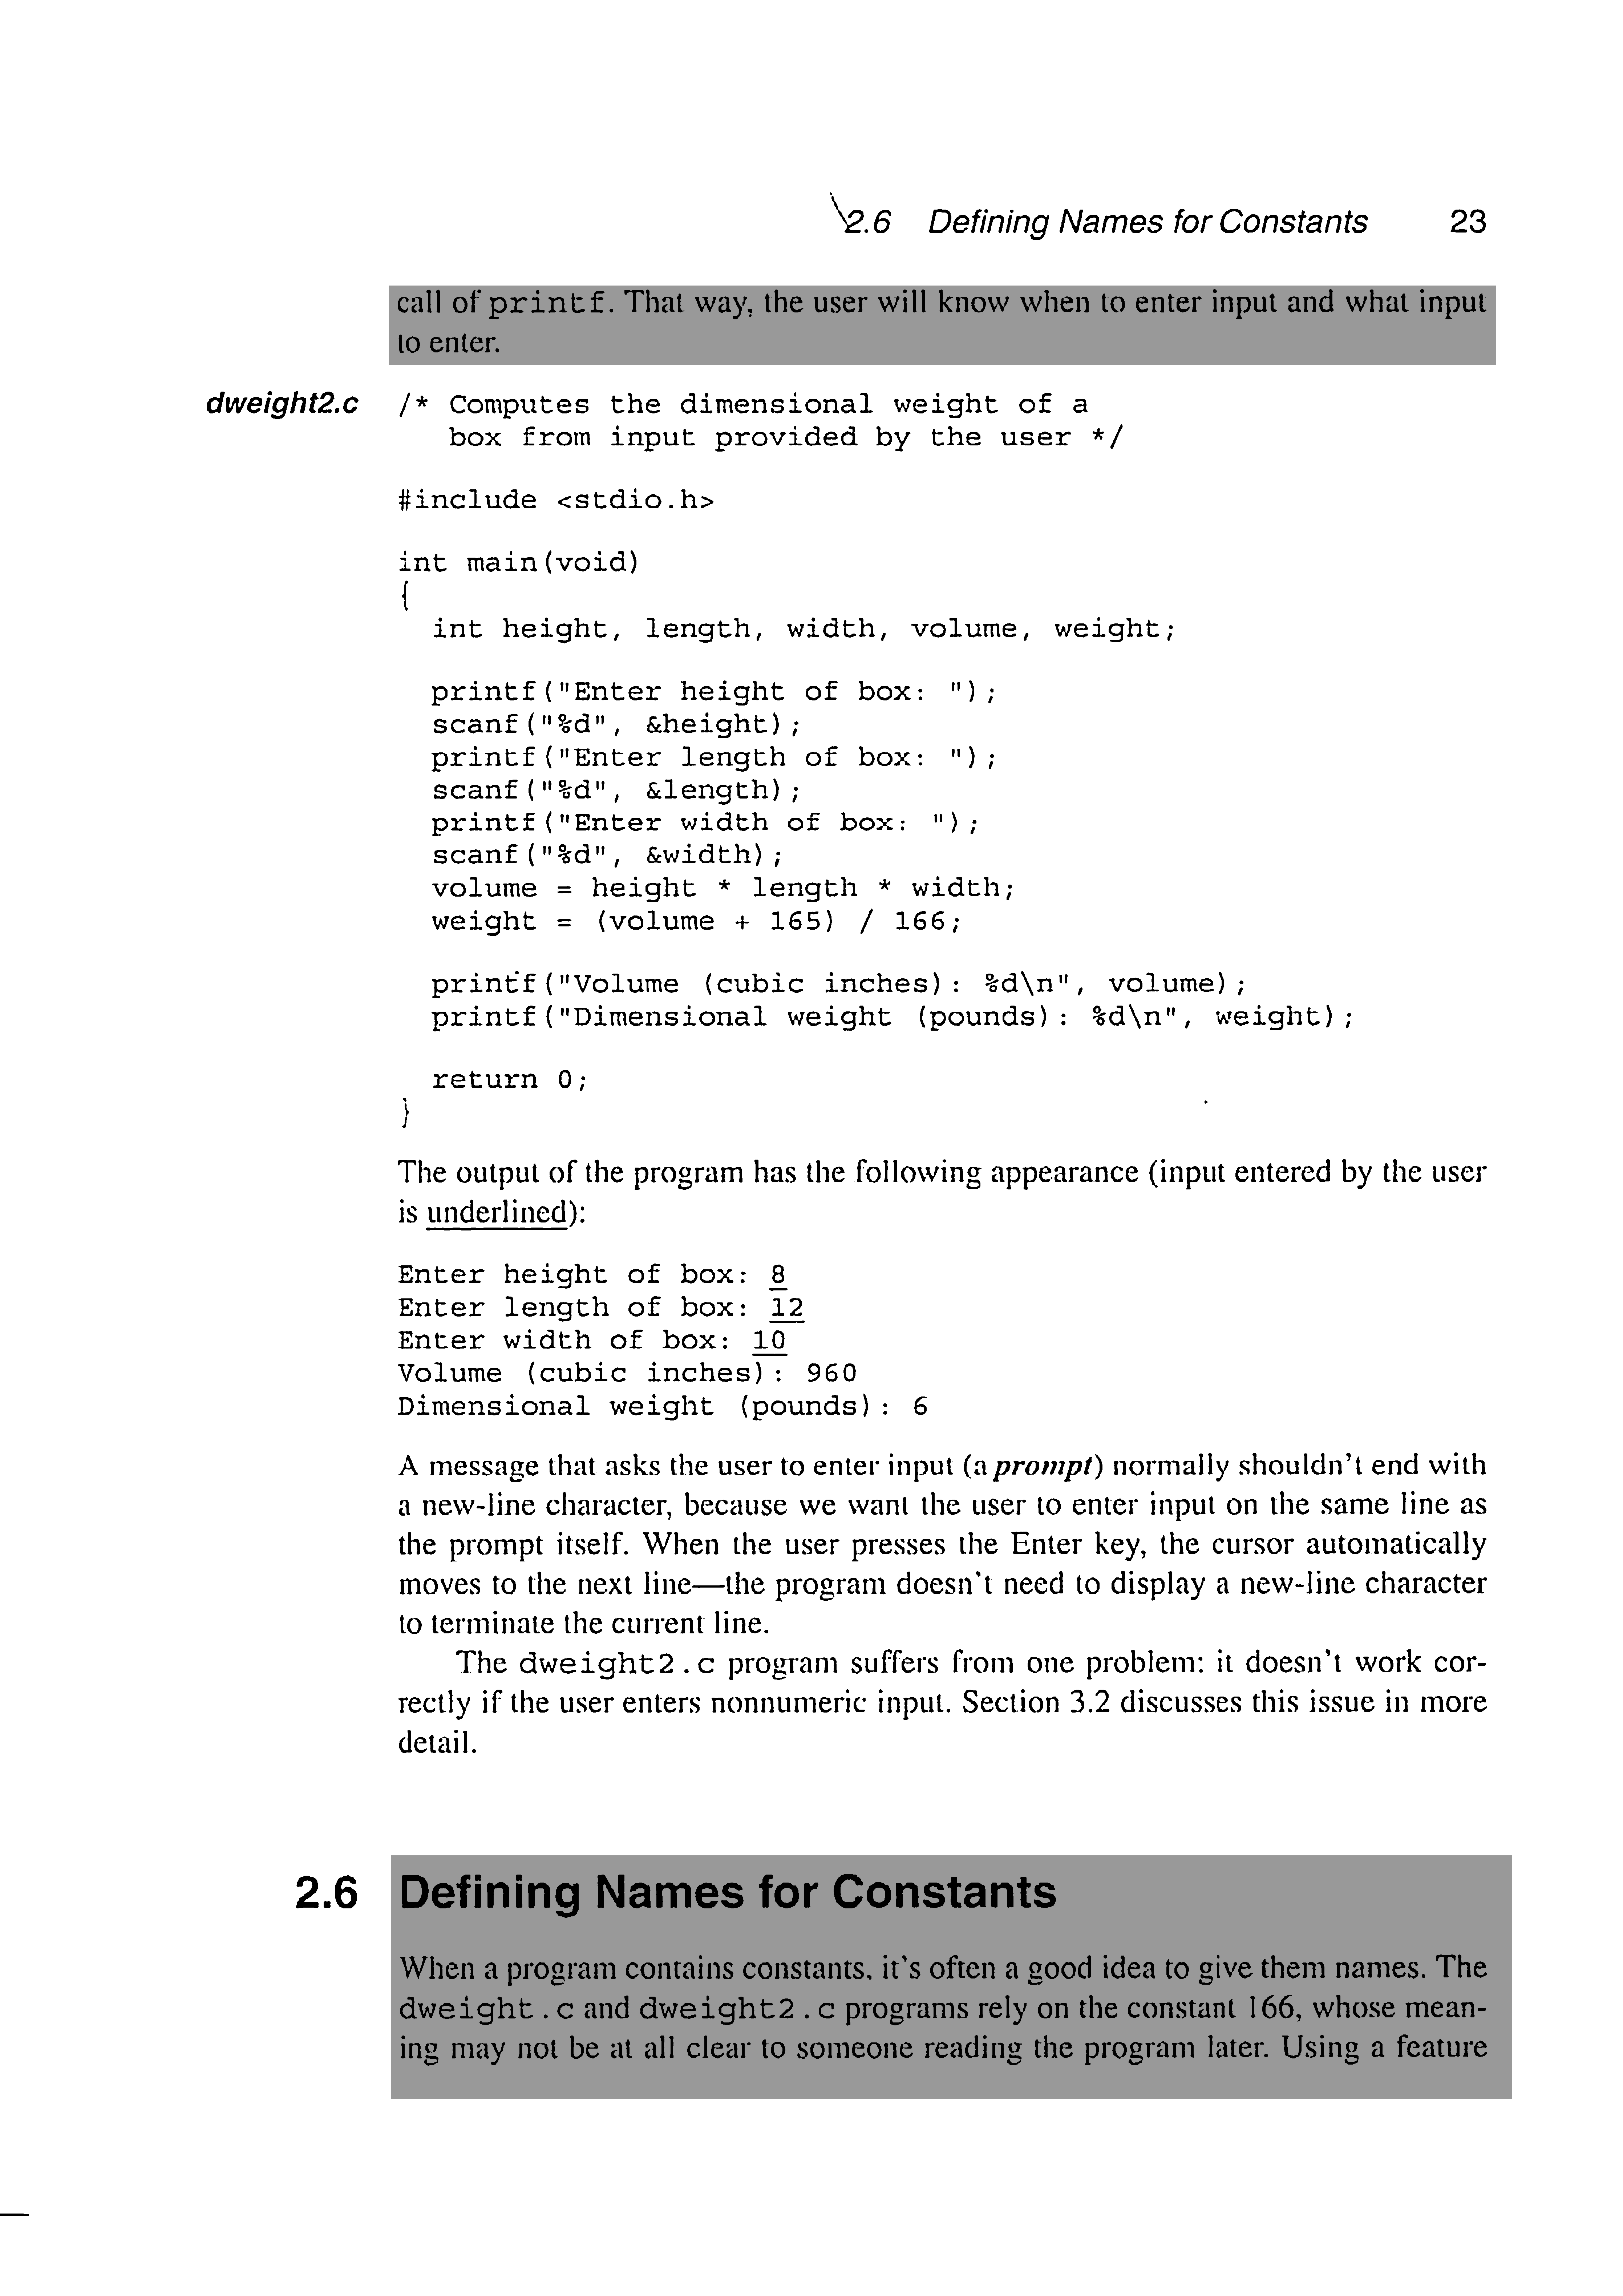 2.6 Defining Names for Constants 23
call of printf. That way, the user will know when to enter input and what input
to enter.
dweight2.c /* Computes the dimensional weight of a
box from input provided by the user */
#include <stdio.h>
int main(void)
{
int height, length, width, volume, weight;
printf("Enter height of box: ");
scanf("%d", &height);
printf("Enter length of box: ");
scanf("%d", &length);
printf("Enter width of box: ");
scanf("%d", &width);
volume = height * length * width;
weight = (volume + 165) / 166;
printf("Volume (cubic inches): %d\n", volume);
printf("Dimensional weight (pounds): %d\n", weight);
return 0;
}
The output of the program has the following appearance (input entered by the user
is underlined):
Enter height of box: 8
Enter length of box: 12
Enter width of box: 10
Volume (cubic inches): 960
Dimensional weight (pounds): 6
A message that asks the user to enter input (a prompt) normally shouldn't end with
a new-line character, because we want the user to enter input on the same line as
the prompt itself. When the user presses the Enter key, the cursor automatically
moves to the next line—the program doesn't need to display a new-line character
to terminate the current line.
The dweight2.c program suffers from one problem: it doesn't work cor-
rectly if the user enters nonnumeric input. Section 3.2 discusses this issue in more
detail.
2.6 Defining Names for Constants
When a program contains constants, it's often a good idea to give them names. The
dweight.c and dweight2.c programs rely on the constant 166, whose mean-
ing may not be at all clear to someone reading the program later. Using a feature